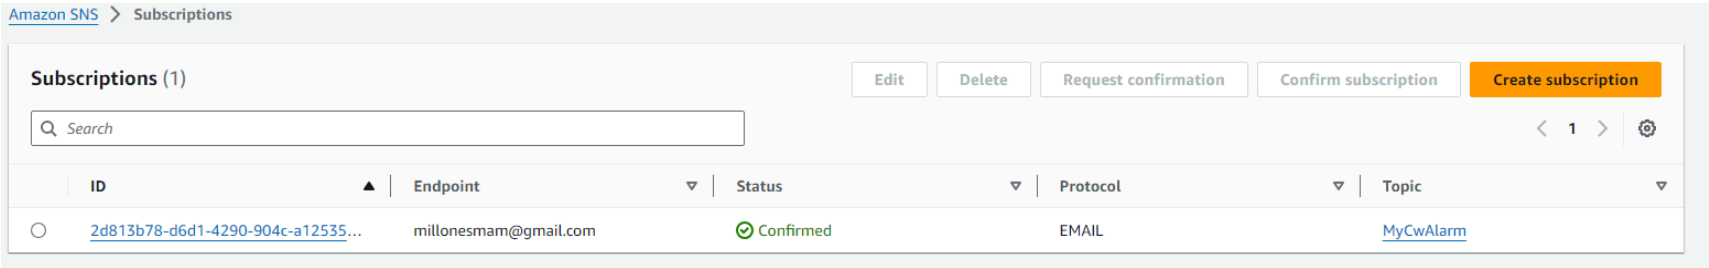 Amazon SNS > Subscriptions
Subscriptions (1)
Edit Delete Request confirmation Confirm subscription Create subscription
Search
1
ID Endpoint Status Protocol Topic
2d813b78-d6d1-4290-904c-a12535... millonesmam@gmail.com Confirmed EMAIL MyCwAlarm